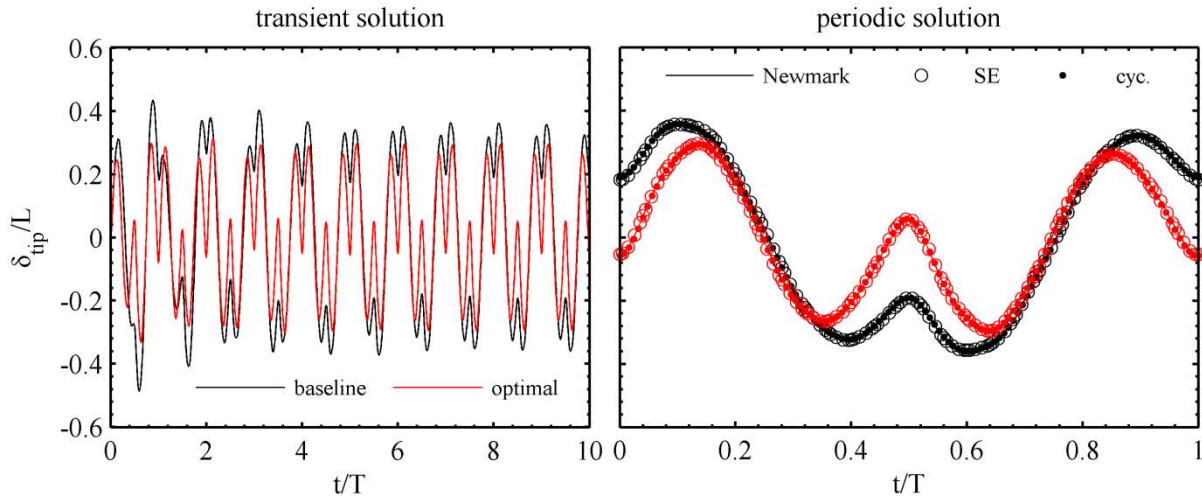 transient solution
periodic solution
0.6
0.4
0.2
0
-0.2
-0.4
-0.6
δtip/L
baseline
optimal
0 2 4 6 8 10
t/T
Newmark SE cyc.
0 0.2 0.4 0.6 0.8 1
t/T